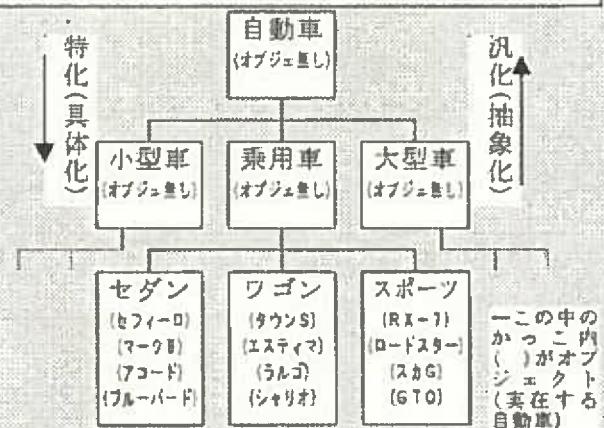 自動車
(オブジェ無し)
特化(具体化)
汎化(抽象化)
小型車
(オブジェ無し)
乗用車
(オブジェ無し)
大型車
(オブジェ無し)
セダン
(セフィーロ)
(マークⅡ)
(アコード)
(ブルーバード)
ワゴン
(タウンS)
(エスティマ)
(ラルゴ)
(シャリオ)
スポーツ
(RX-7)
(ロードスター)
(スカG)
(GTO)
ーこの中の
かっこ内
( )がオブ
ジェクト
(実在する
自動車)